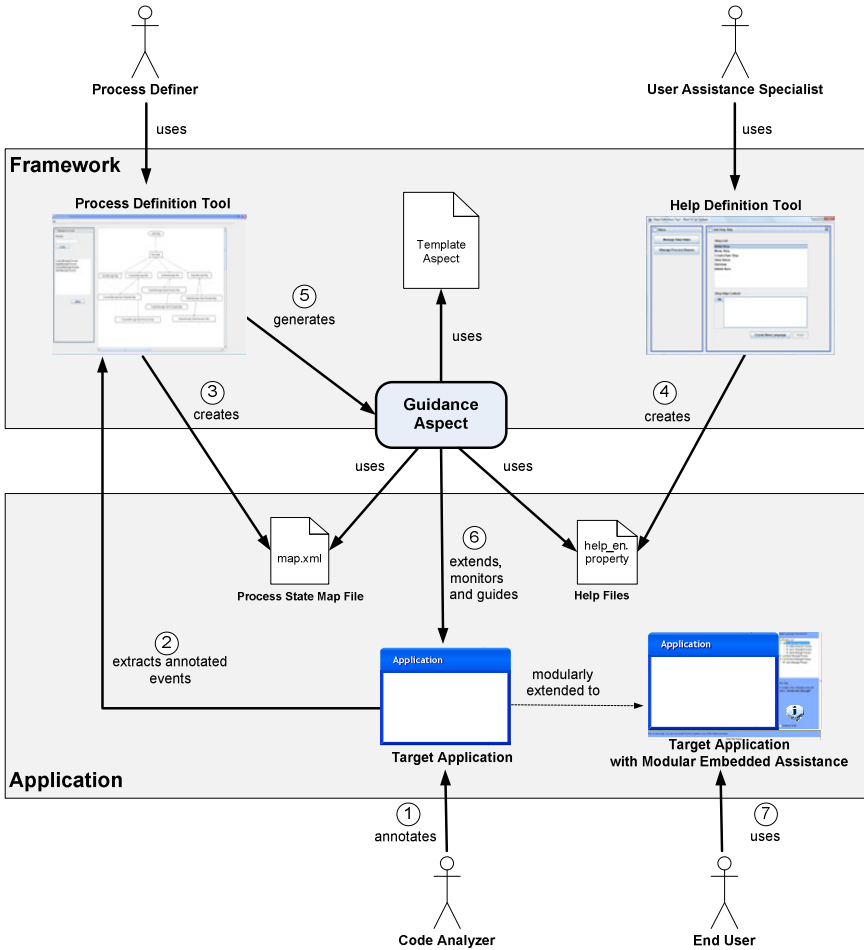 Process Definer
User Assistance Specialist
uses
uses
Framework
Process Definition Tool
Help Definition Tool
Template
Aspect
5
generates
uses
3
creates
Guidance
Aspect
4
creates
uses
uses
map.xml
Process State Map File
6
extends,
monitors
and guides
help_en.
property
Help Files
2
extracts annotated
events
Application
Application
modularly
extended to
Target Application
Target Application
with Modular Embedded Assistance
Application
1
annotates
7
uses
Code Analyzer
End User